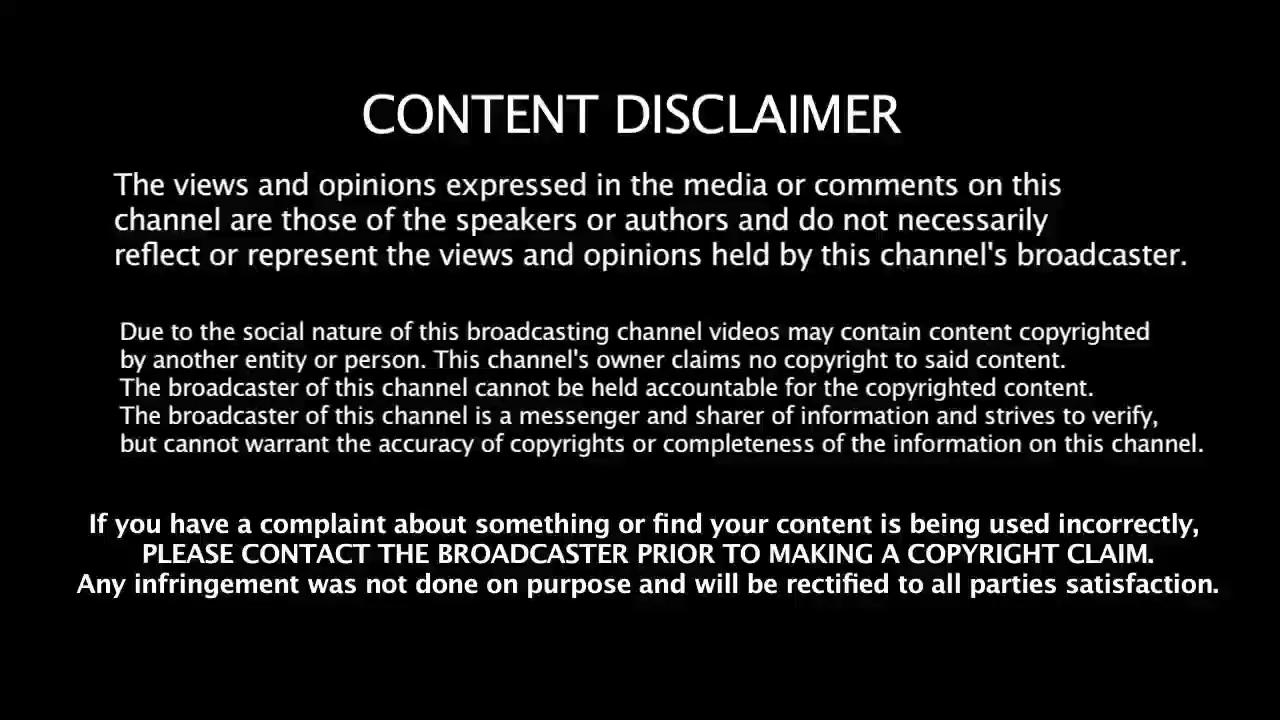 CONTENT DISCLAIMER
The views and opinions expressed in the media or comments on this
channel are those of the speakers or authors and do not necessarily
reflect or represent the views and opinions held by this channel's broadcaster.
Due to the social nature of this broadcasting channel videos may contain content copyrighted
by another entity or person. This channel's owner claims no copyright to said content.
The broadcaster of this channel cannot be held accountable for the copyrighted content.
The broadcaster of this channel is a messenger and sharer of information and strives to verify,
but cannot warrant the accuracy of copyrights or completeness of the information on this channel.
If you have a complaint about something or find your content is being used incorrectly,
PLEASE CONTACT THE BROADCASTER PRIOR TO MAKING A COPYRIGHT CLAIM.
Any infringement was not done on purpose and will be rectified to all parties satisfaction.